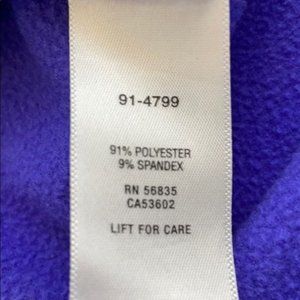 91-4799
91% POLYESTER
9% SPANDEX
RN 56835
CA53602
LIFT FOR CARE